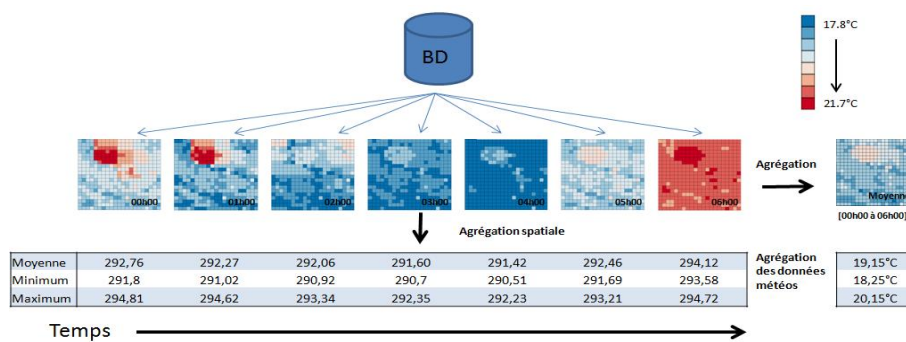 BD
17.8°C
21.7°C
00h00
01h00
02h00
03h00
04h00
05h00
06h00
Agrégation
Moyenne
[00h00 à 06h00]
Agrégation spatiale
Moyenne 292,76 292,27 292,06 291,60 291,42 292,46 294,12
Minimum 291,8 291,02 290,92 290,7 290,51 291,69 293,58
Maximum 294,81 294,62 293,34 292,35 292,23 293,21 294,72
Agrégation
des données
météos
19,15°C
18,25°C
20,15°C
Temps